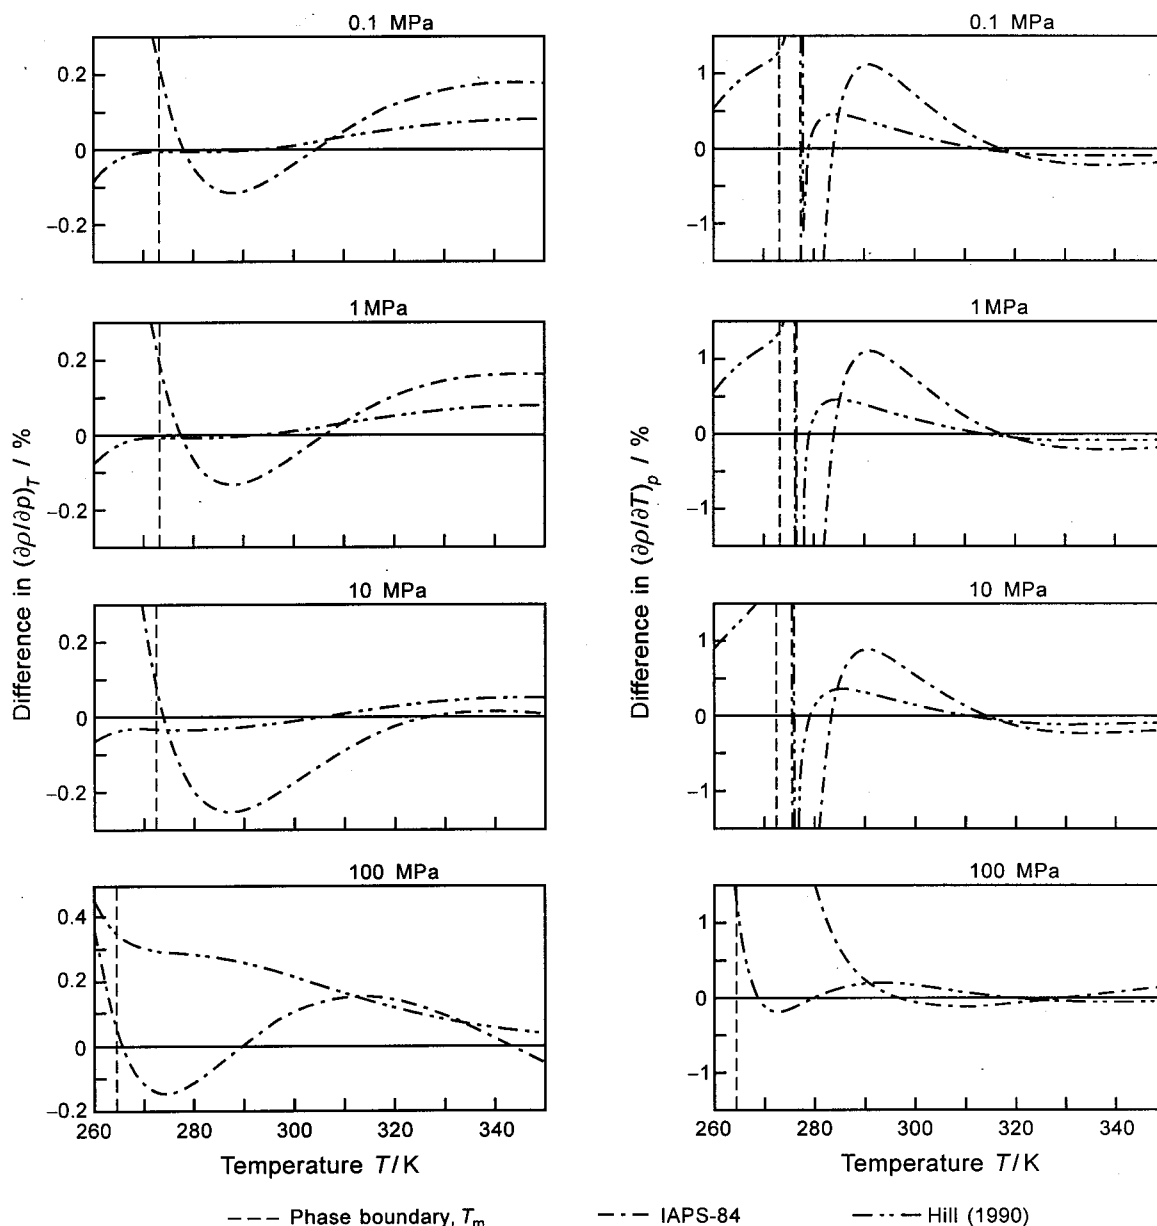 0.1 MPa
0.2
0
−0.2
1 MPa
0.2
0
−0.2
10 MPa
0.2
0
−0.2
100 MPa
0.4
0.2
0
−0.2
260 280 300 320 340
Temperature T/K
Difference in (∂ρ/∂p)T / %
0.1 MPa
1
0
−1
1 MPa
1
0
−1
10 MPa
1
0
−1
100 MPa
1
0
−1
260 280 300 320 340
Temperature T/K
Difference in (∂ρ/∂T)p / %
Phase boundary, Tm IAPS-84 Hill (1990)